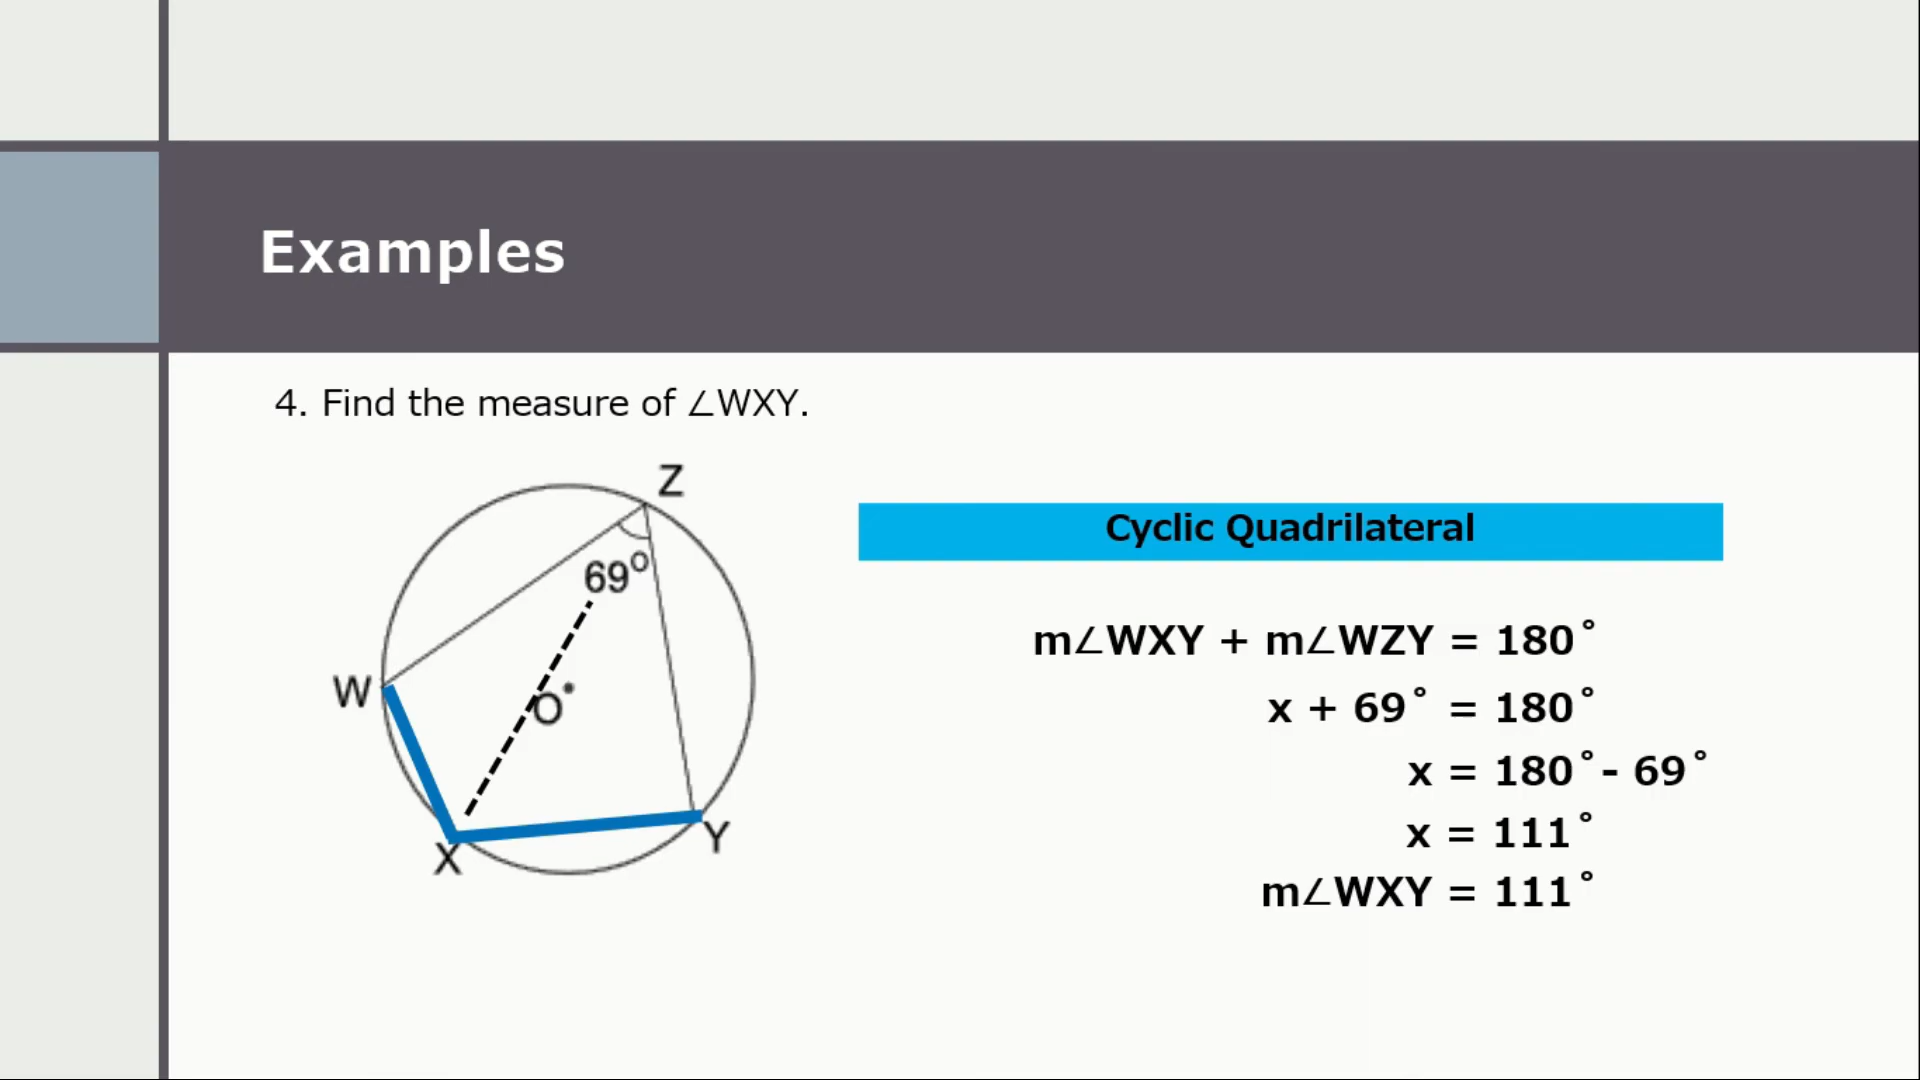 Examples
4. Find the measure of ∠WXY.
Z
69°
W
O
X
Y
Cyclic Quadrilateral
m∠WXY + m∠WZY = 180˚
x + 69˚ = 180˚
x = 180˚- 69˚
x = 111˚
m∠WXY = 111˚